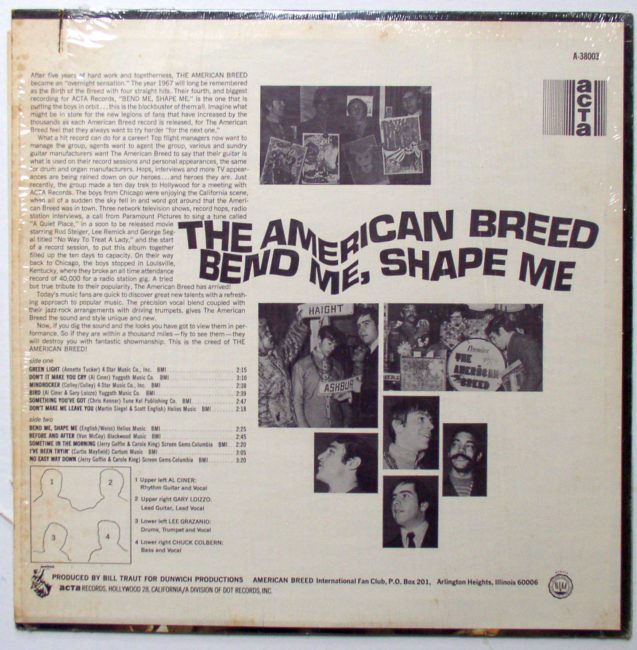 A-38002
acta
After five years of hard work and togetherness, THE AMERICAN BREED
became as "overnight sensation." The year 1967 will long be remembered
as the Birth of the Breed with four straight hits. Their fourth, and biggest
recording for ACTA Records, "BEND ME, SHAPE ME," is the one that is
putting the boys in orbit . . . this is the blockbuster of them all. Imagine what
might be in store for the new legions of fans that have increased by the
thousands as each American Breed record is released, for The American
Breed feel that they always want to try harder "for the next one."
What a hit record can do for a career! Top flight managers now want to
manage the group, agents want to agent the group, various and sundry
guitar manufacturers want The American Breed to say that their guitar is
what is used on their record sessions and personal appearances, the same
for drum and organ manufacturers. Hops, interviews and more TV appear-
ances are being rained down on our heroes . . . and heroes they are. Just
recently, the group made a ten day trek to Hollywood for a meeting with
ACTA Records. The boys from Chicago were enjoying the California scene,
when all of a sudden the sky fell in and word got around that the Ameri-
can Breed was in town. Three network television shows, record hops, radio
station interviews, a call from Paramount Pictures to sing a tune called
"A Quiet Place," in a soon to be released movie
starring Rod Steiger, Lee Remick and George Seg-
al titled "No Way To Treat A Lady," and the start
of a record session, to put this album together
filled up the ten days to capacity. On their way
back to Chicago, the boys stopped in Louisville,
Kentucky, where they broke an all time attendance
record of 40,000 for a radio station gig. A tried
but true tribute to their popularity, The American Breed has arrived!
Today's music fans are quick to discover great new talents with a refresh-
ing approach to popular music. The precision vocal blend coupled with
their jazz-rock arrangements with driving trumpets, gives The American
Breed the sound and style unique and new.
Now, if you dig the sound and the looks you have got to view them in per-
formance. So if they are within a thousand miles—fly to see them—they
will destroy you with fantastic showmanship. This is the creed of THE
AMERICAN BREED!
THE AMERICAN BREED
BEND ME, SHAPE ME
HAIGHT
ASHBUR
Premier
THE
AMERICAN
BREED
side one
GREEN LIGHT (Annette Tucker) 4-Star Music Co., Inc. BMI 2:15
DON'T IT MAKE YOU CRY (Al Ciner) Yuggoth Music Co. BMI 3:10
MINDROCKER (Colley/Colley) 4-Star Music Co., Inc. BMI 2:38
BIRD (Al Ciner & Gary Loizzo) Yuggoth Music Co. BMI 2:39
SOMETHING YOU'VE GOT (Chris Kenner) Tune Kel Publishing Co. BMI 2:47
DON'T MAKE ME LEAVE YOU (Martin Siegel & Scott English) Helios Music BMI 2:18
side two
BEND ME, SHAPE ME (English/Weiss) Helios Music BMI 2:25
BEFORE AND AFTER (Van McCoy) Blackwood Music BMI 2:45
SOMETIME IN THE MORNING (Jerry Goffin & Carole King) Screen Gems-Columbia BMI 2:20
I'VE BEEN TRYIN' (Curtis Mayfield) Curtom Music BMI 3:05
NO EASY WAY DOWN (Jerry Goffin & Carole King) Screen Gems-Columbia BMI 3:20
1 2
3 4
1 Upper left AL CINER:
Rhythm Guitar and Vocal
2 Upper right GARY LOIZZO:
Lead Guitar, Lead Vocal
3 Lower left LEE GRAZANIO:
Drums, Trumpet and Vocal
4 Lower right CHUCK COLBERN:
Bass and Vocal
PRODUCED BY BILL TRAUT FOR DUNWICH PRODUCTIONS AMERICAN BREED International Fan Club, P.O. Box 201, Arlington Heights, Illinois 60006
acta RECORDS, HOLLYWOOD 28, CALIFORNIA/A DIVISION OF DOT RECORDS, INC.